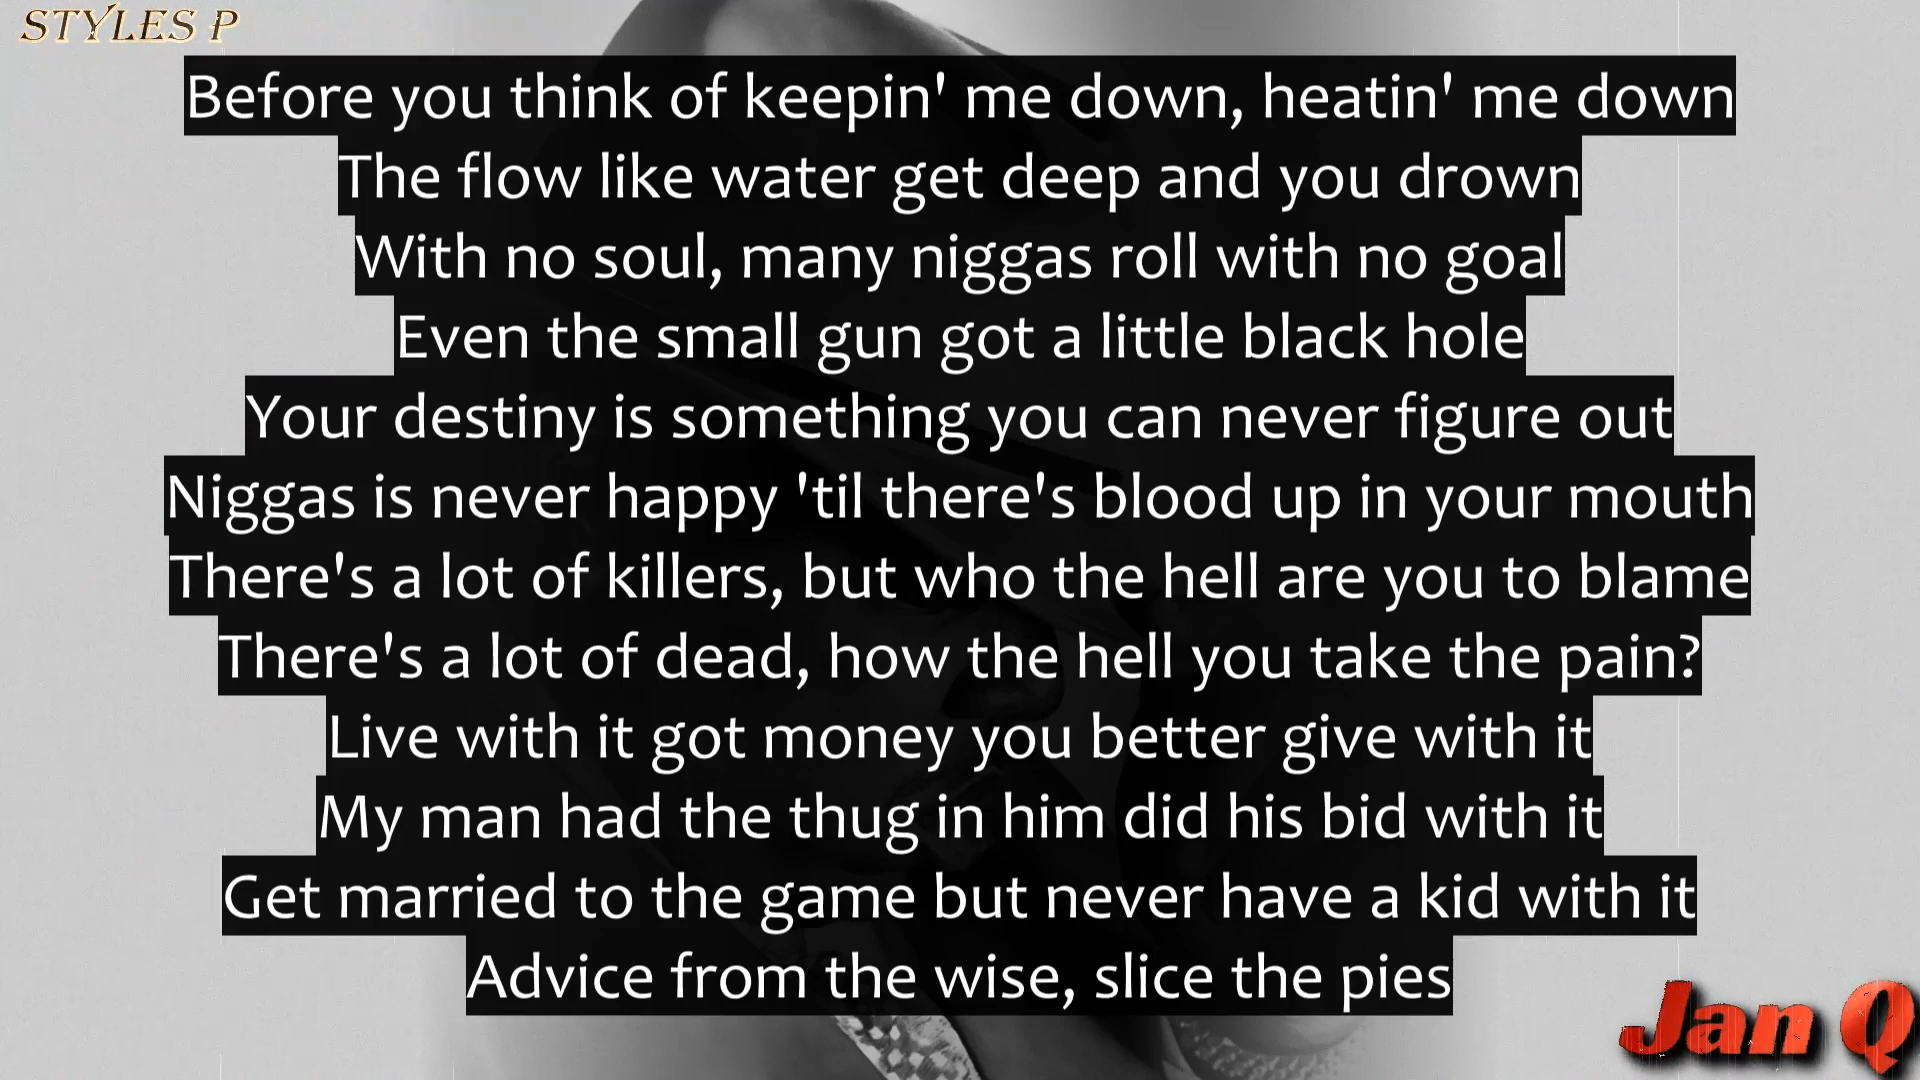 STYLES P
Before you think of keepin' me down, heatin' me down
The flow like water get deep and you drown
With no soul, many niggas roll with no goal
Even the small gun got a little black hole
Your destiny is something you can never figure out
Niggas is never happy 'til there's blood up in your mouth
There's a lot of killers, but who the hell are you to blame
There's a lot of dead, how the hell you take the pain?
Live with it got money you better give with it
My man had the thug in him did his bid with it
Get married to the game but never have a kid with it
Advice from the wise, slice the pies
Jan Q